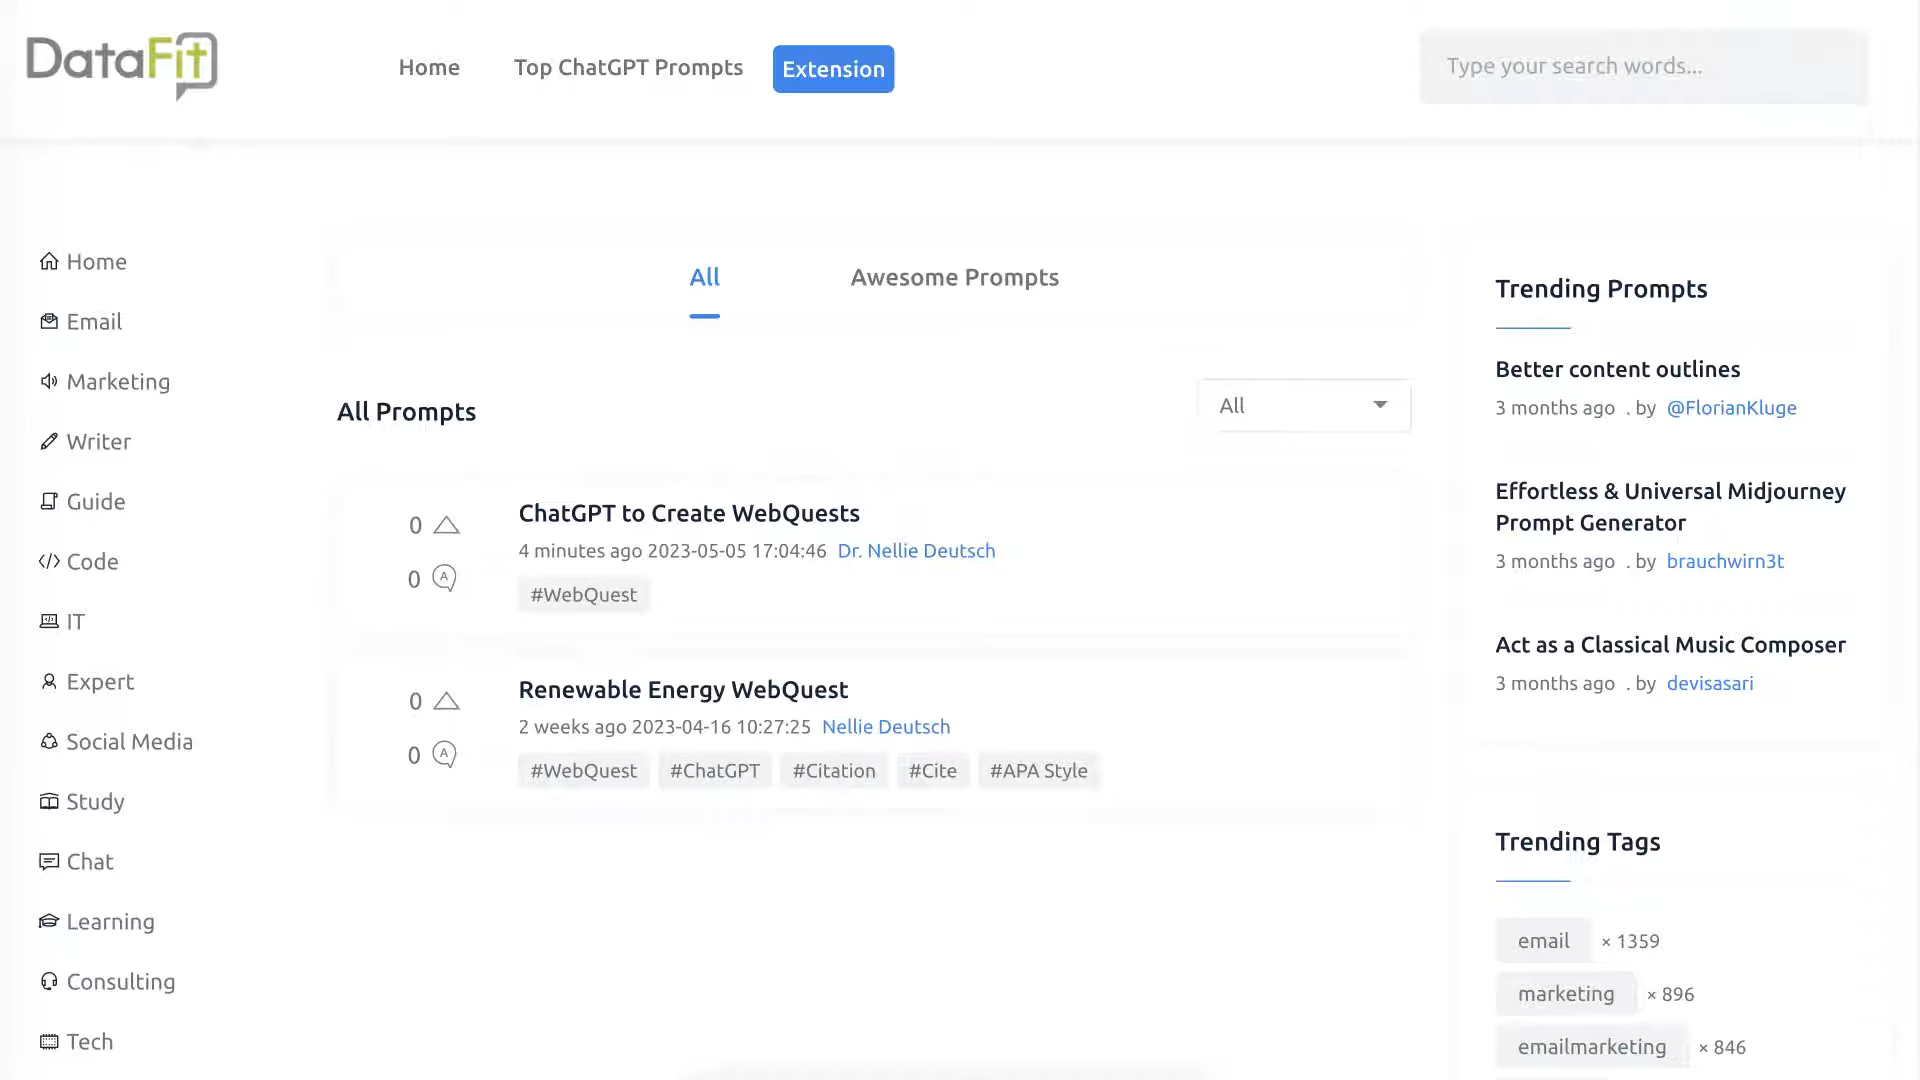 DataFit
Home
Top ChatGPT Prompts
Extension
Type your search words...
Home
Email
Marketing
Writer
Guide
Code
IT
Expert
Social Media
Study
Chat
Learning
Consulting
Tech
All
Awesome Prompts
All Prompts
All
0
0
ChatGPT to Create WebQuests
4 minutes ago 2023-05-05 17:04:46 Dr. Nellie Deutsch
#WebQuest
0
0
Renewable Energy WebQuest
2 weeks ago 2023-04-16 10:27:25 Nellie Deutsch
#WebQuest #ChatGPT #Citation #Cite #APA Style
Trending Prompts
Better content outlines
3 months ago . by @FlorianKluge
Effortless & Universal Midjourney
Prompt Generator
3 months ago . by brauchwirn3t
Act as a Classical Music Composer
3 months ago . by devisasari
Trending Tags
email × 1359
marketing × 896
emailmarketing × 846